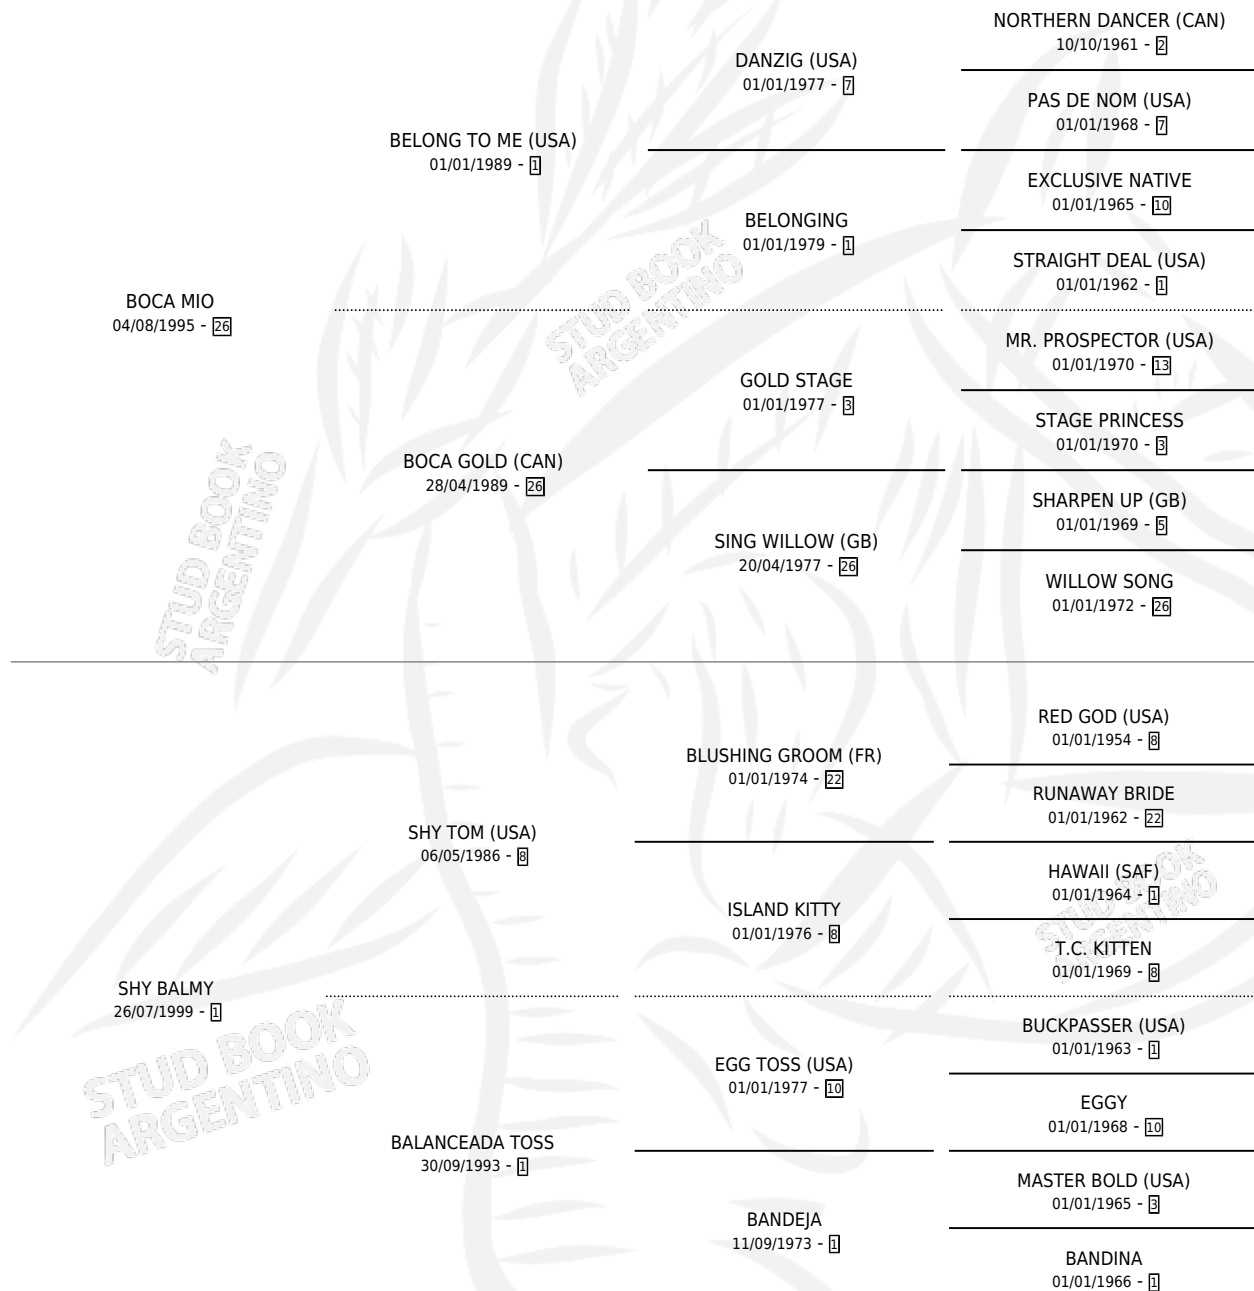 NORTHERN DANCER (CAN)
10/10/1961 - 2
DANZIG (USA)
01/01/1977 - 7
PAS DE NOM (USA)
01/01/1968 - 7
BELONG TO ME (USA)
01/01/1989 - 1
EXCLUSIVE NATIVE
01/01/1965 - 10
BELONGING
01/01/1979 - 1
STRAIGHT DEAL (USA)
01/01/1962 - 1
BOCA MIO
04/08/1995 - 26
STUD BOOK
ARGENTINO
MR. PROSPECTOR (USA)
01/01/1970 - 13
GOLD STAGE
01/01/1977 - 3
STAGE PRINCESS
01/01/1970 - 3
BOCA GOLD (CAN)
28/04/1989 - 26
SHARPEN UP (GB)
01/01/1969 - 5
SING WILLOW (GB)
20/04/1977 - 26
WILLOW SONG
01/01/1972 - 26
STUD BOOK
ARGENTINO
RED GOD (USA)
01/01/1954 - 8
BLUSHING GROOM (FR)
01/01/1974 - 22
RUNAWAY BRIDE
01/01/1962 - 22
SHY TOM (USA)
06/05/1986 - 8
HAWAII (SAF)
01/01/1964 - 1
ISLAND KITTY
01/01/1976 - 8
STUD BOOK
ARGENTINO
T.C. KITTEN
01/01/1969 - 8
SHY BALMY
26/07/1999 - 1
BUCKPASSER (USA)
01/01/1963 - 1
STUD BOOK
ARGENTINO
EGG TOSS (USA)
01/01/1977 - 10
EGGY
01/01/1968 - 10
BALANCEADA TOSS
30/09/1993 - 1
MASTER BOLD (USA)
01/01/1965 - 3
BANDEJA
11/09/1973 - 1
BANDINA
01/01/1966 - 1